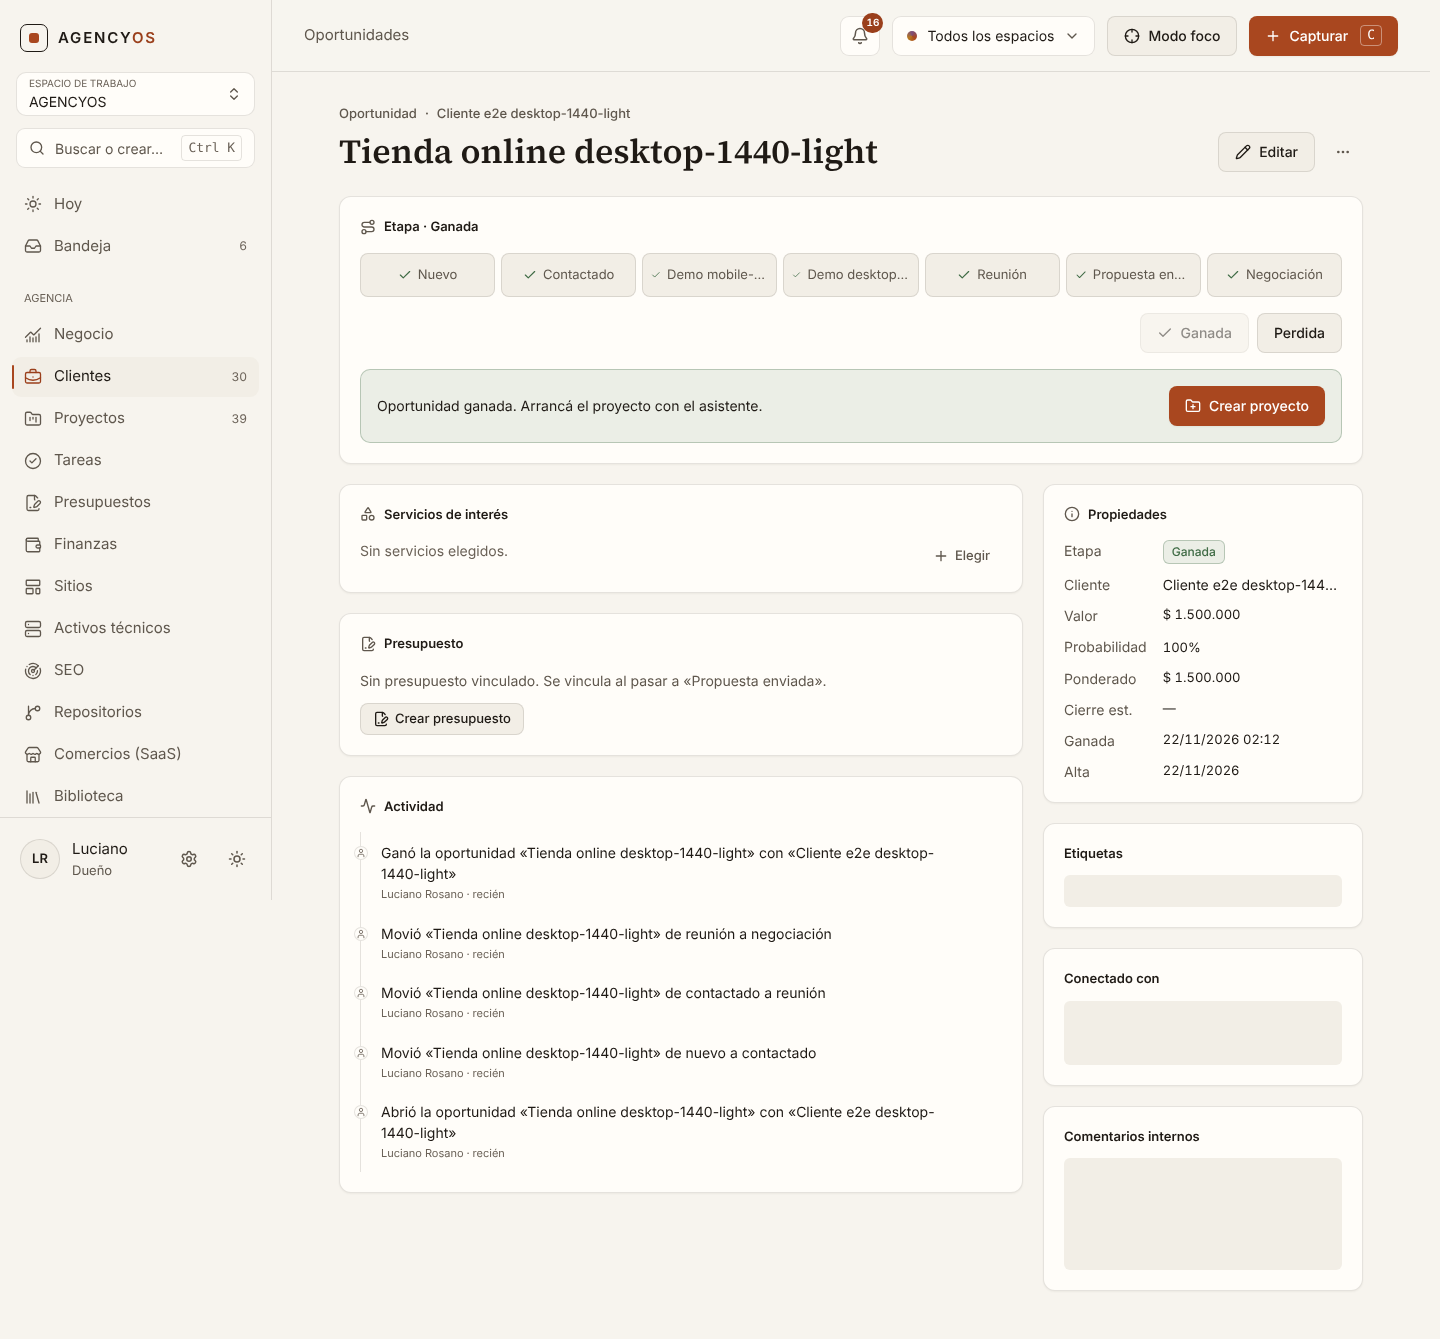 AGENCYOS
ESPACIO DE TRABAJO
AGENCYOS
Buscar o crear... Ctrl K
Hoy
Bandeja 6
AGENCIA
Negocio
Clientes 30
Proyectos 39
Tareas
Presupuestos
Finanzas
Sitios
Activos técnicos
SEO
Repositorios
Comercios (SaaS)
Biblioteca
LR
Luciano
Dueño
Oportunidades
16
Todos los espacios
Modo foco
Capturar C
Oportunidad · Cliente e2e desktop-1440-light
Tienda online desktop-1440-light
Editar
Etapa · Ganada
Nuevo
Contactado
Demo mobile-...
Demo desktop...
Reunión
Propuesta en...
Negociación
Ganada
Perdida
Oportunidad ganada. Arrancá el proyecto con el asistente.
Crear proyecto
Servicios de interés
Sin servicios elegidos.
Elegir
Presupuesto
Sin presupuesto vinculado. Se vincula al pasar a «Propuesta enviada».
Crear presupuesto
Actividad
Ganó la oportunidad «Tienda online desktop-1440-light» con «Cliente e2e desktop-
1440-light»
Luciano Rosano · recién
Movió «Tienda online desktop-1440-light» de reunión a negociación
Luciano Rosano · recién
Movió «Tienda online desktop-1440-light» de contactado a reunión
Luciano Rosano · recién
Movió «Tienda online desktop-1440-light» de nuevo a contactado
Luciano Rosano · recién
Abrió la oportunidad «Tienda online desktop-1440-light» con «Cliente e2e desktop-
1440-light»
Luciano Rosano · recién
Propiedades
Etapa Ganada
Cliente Cliente e2e desktop-144...
Valor $ 1.500.000
Probabilidad 100%
Ponderado $ 1.500.000
Cierre est. —
Ganada 22/11/2026 02:12
Alta 22/11/2026
Etiquetas
Conectado con
Comentarios internos